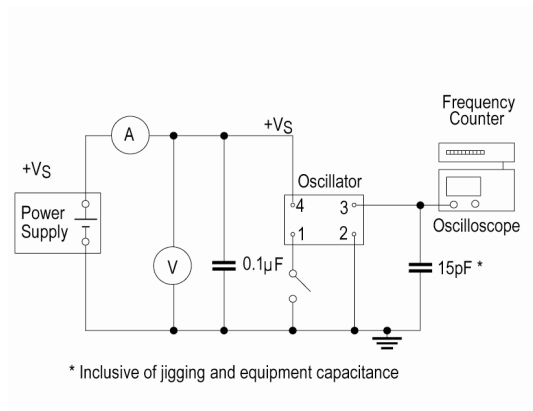 Frequency
Counter
+VS
A
+VS
Oscillator
Power
Supply
4
3
1
2
Oscilloscope
V
0.1µF
15pF *
* Inclusive of jigging and equipment capacitance